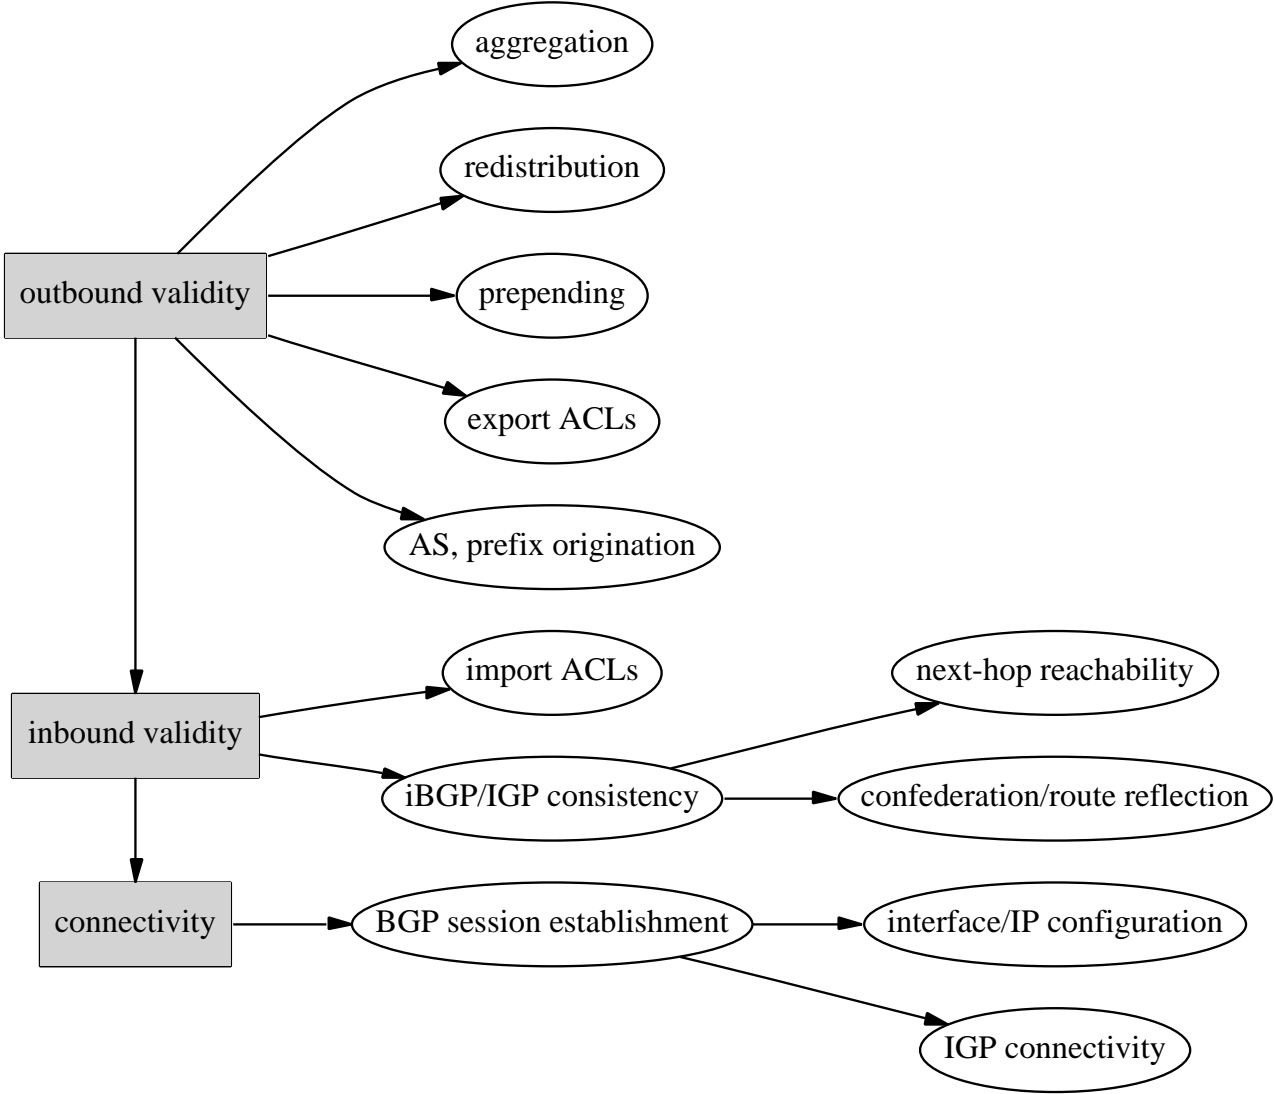 aggregation
redistribution
outbound validity
prepending
export ACLs
AS, prefix origination
import ACLs
next-hop reachability
inbound validity
iBGP/IGP consistency
confederation/route reflection
connectivity
BGP session establishment
interface/IP configuration
IGP connectivity